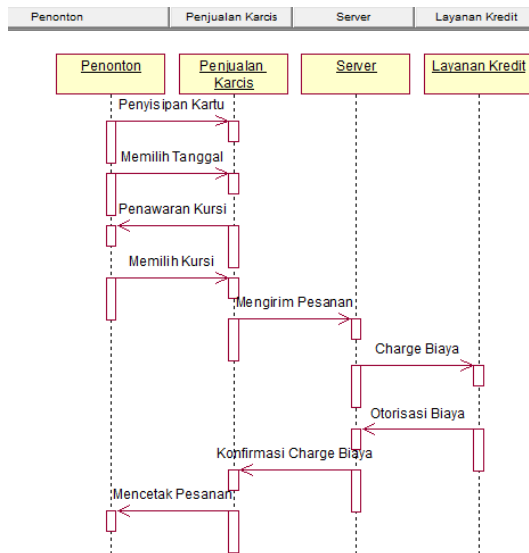 Penonton
Penjualan Karcis
Server
Layanan Kredit
Penonton
Penjualan
Karcis
Server
Layanan Kredit
Penyisipan Kartu
Memilih Tanggal
Penawaran Kursi
Memilih Kursi
Mengirim Pesanan
Charge Biaya
Otorisasi Biaya
Konfirmasi Charge Biaya
Mencetak Pesanan